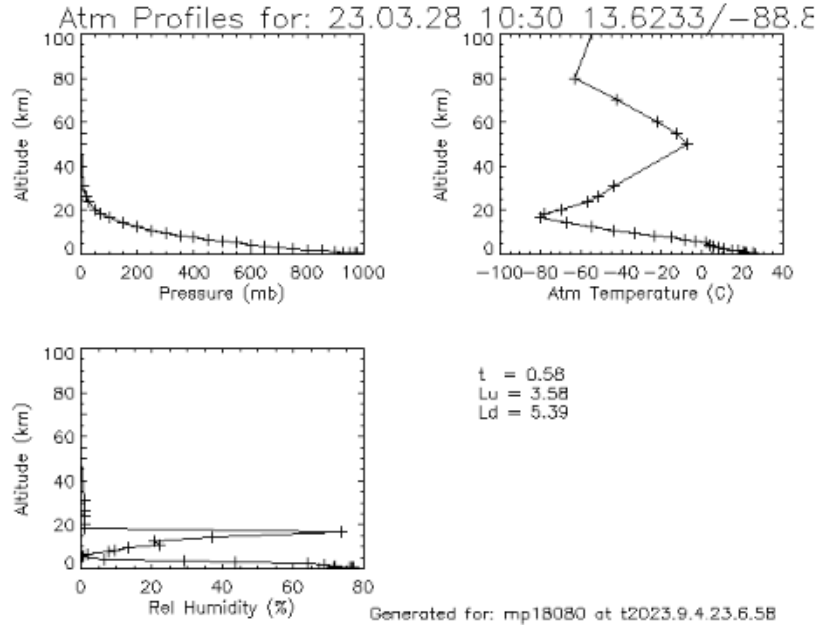 Atm Profiles for: 23.03.28 10:30 13.6233/-88.8
100
80
60
40
20
0
Altitude (km)
0 200 400 600 800 1000
Pressure (mb)
100
80
60
40
20
0
Altitude (km)
-100 -80 -60 -40 -20 0 20 40
Atm Temperature (C)
100
80
60
40
20
0
Altitude (km)
0 20 40 60 80
Rel Humidity (%)
t = 0.58
Lu = 3.58
Ld = 5.39
Generated for: mp18080 at t2023.9.4.23.6.58